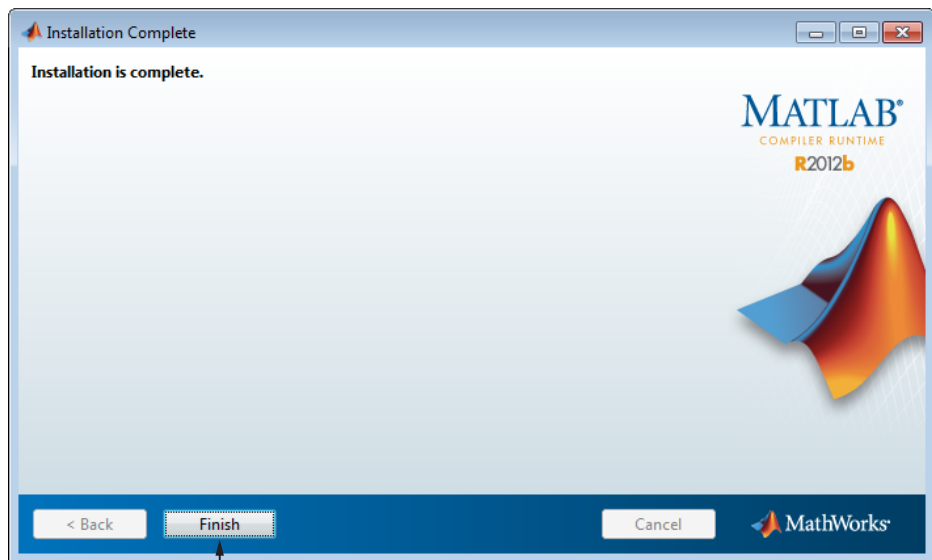 Installation Complete
Installation is complete.
MATLAB®
COMPILER RUNTIME
R2012b
< Back Finish Cancel MathWorks®